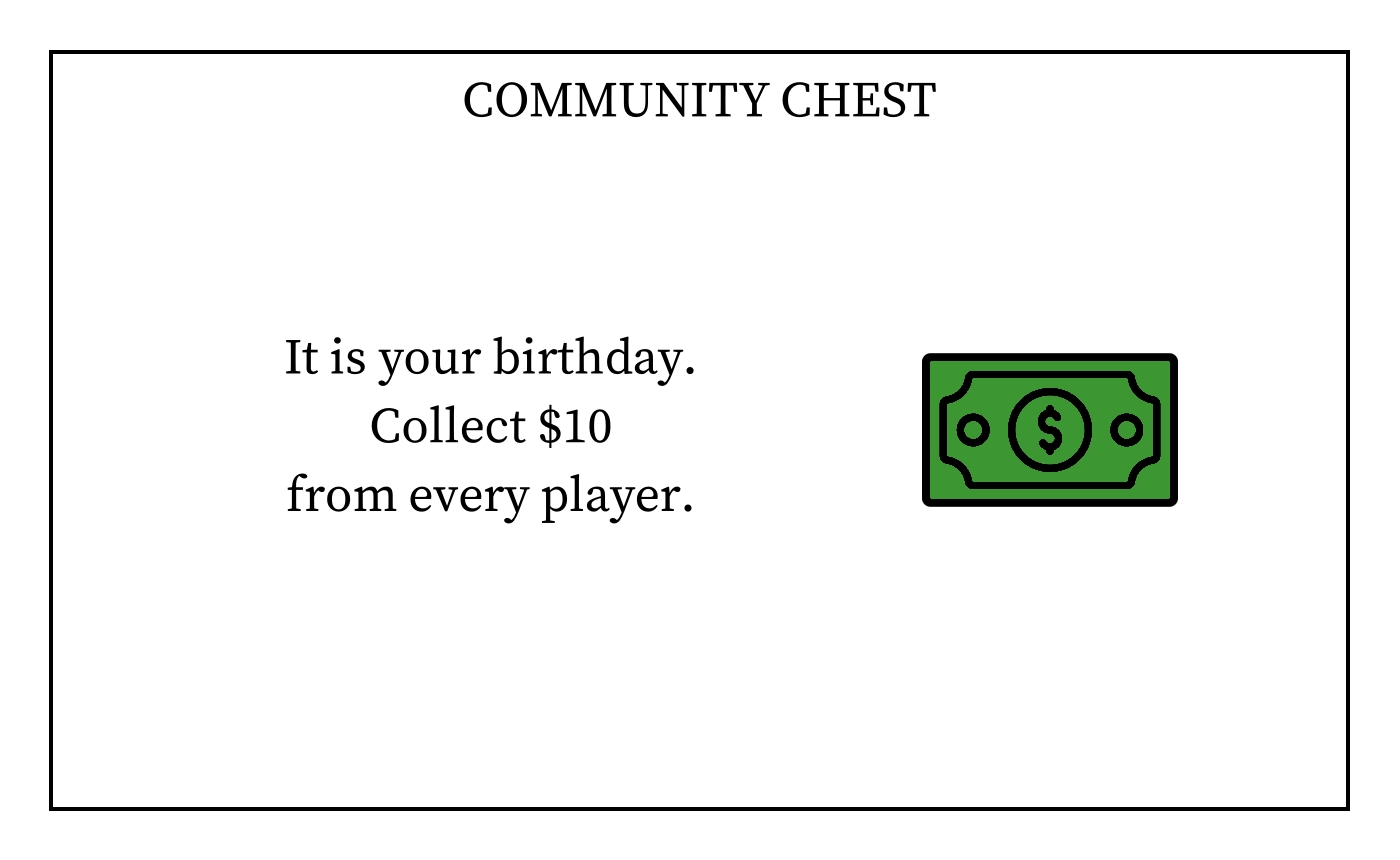 COMMUNITY CHEST
It is your birthday.
Collect $10
from every player.
$